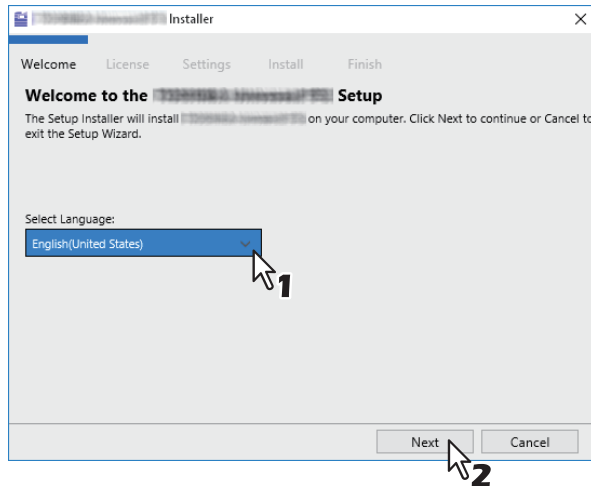 Installer
Welcome License Settings Install Finish
Welcome to the Setup
The Setup Installer will install on your computer. Click Next to continue or Cancel to
exit the Setup Wizard.
Select Language:
English(United States)
1
Next Cancel
2